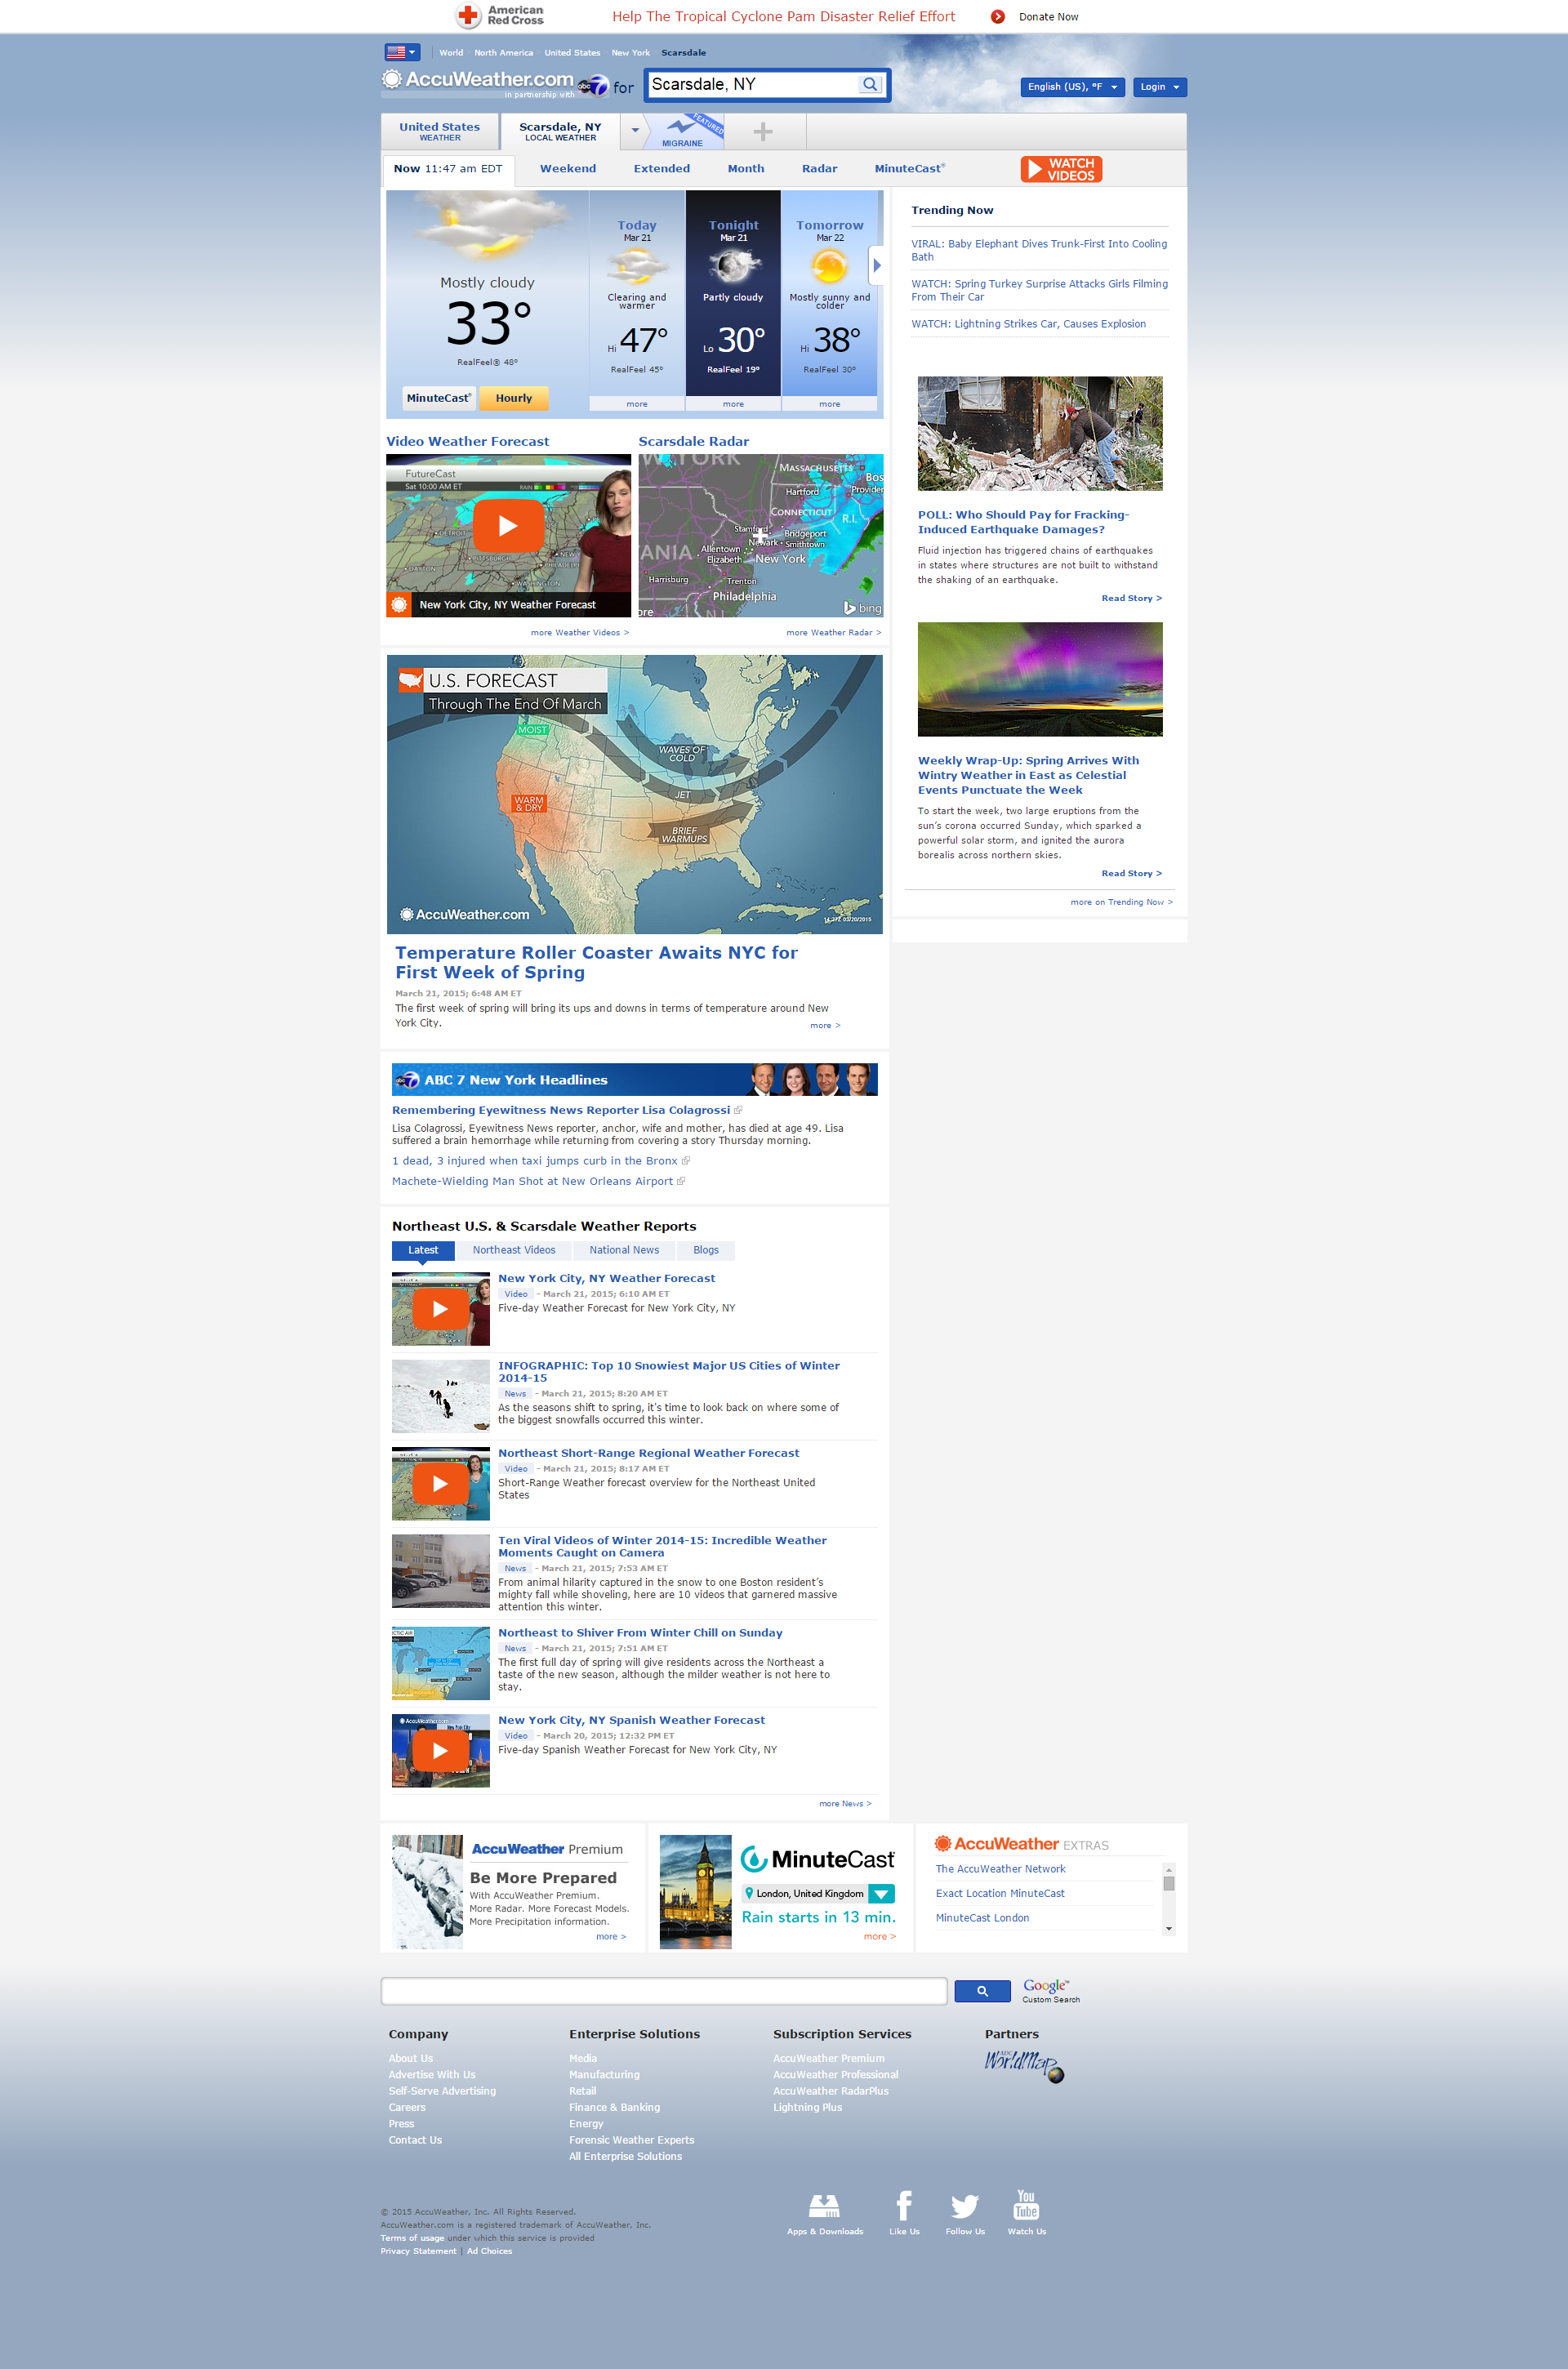 American
Red Cross
Help The Tropical Cyclone Pam Disaster Relief Effort
Donate Now
World
North America
United States
New York
Scarsdale
AccuWeather.com
in partnership with
abc 7
for
Scarsdale, NY
English (US), °F
Login
United States
WEATHER
Scarsdale, NY
LOCAL WEATHER
FEATURED
MIGRAINE
Now 11:47 am EDT
Weekend
Extended
Month
Radar
MinuteCast®
WATCH
VIDEOS
Mostly cloudy
33°
RealFeel® 48°
MinuteCast®
Hourly
Today
Mar 21
Clearing and
warmer
Hi 47°
RealFeel 45°
more
Tonight
Mar 21
Partly cloudy
Lo 30°
RealFeel 19°
more
Tomorrow
Mar 22
Mostly sunny and
colder
Hi 38°
RealFeel 30°
more
Trending Now
VIRAL: Baby Elephant Dives Trunk-First Into Cooling
Bath
WATCH: Spring Turkey Surprise Attacks Girls Filming
From Their Car
WATCH: Lightning Strikes Car, Causes Explosion
POLL: Who Should Pay for Fracking-
Induced Earthquake Damages?
Fluid injection has triggered chains of earthquakes
in states where structures are not built to withstand
the shaking of an earthquake.
Read Story >
Weekly Wrap-Up: Spring Arrives With
Wintry Weather in East as Celestial
Events Punctuate the Week
To start the week, two large eruptions from the
sun's corona occurred Sunday, which sparked a
powerful solar storm, and ignited the aurora
borealis across northern skies.
Read Story >
more on Trending Now >
Video Weather Forecast
FutureCast
Sat 10:00 AM ET
RAIN
DETROIT
PITTSBURGH
NEW Y
PHILADELPHIA
DAYTON
WASHINGTON
New York City, NY Weather Forecast
more Weather Videos >
Scarsdale Radar
W YORK
MASSACHUSETTS
Bos
Hartford
Provider
CONNECTICUT
R.I.
Stamford
Bridgeport
Newark
Smithtown
VANIA
Allentown
Elizabeth
New York
Harrisburg
Trenton
Philadelphia
ore
N.J.
bing
more Weather Radar >
U.S. FORECAST
Through The End Of March
MOIST
WAVES OF
COLD
JET
WARM
& DRY
BRIEF
WARMUPS
AccuWeather.com
Temperature Roller Coaster Awaits NYC for
First Week of Spring
March 21, 2015; 6:48 AM ET
The first week of spring will bring its ups and downs in terms of temperature around New
York City.
more >
abc 7
ABC 7 New York Headlines
Remembering Eyewitness News Reporter Lisa Colagrossi
Lisa Colagrossi, Eyewitness News reporter, anchor, wife and mother, has died at age 49. Lisa
suffered a brain hemorrhage while returning from covering a story Thursday morning.
1 dead, 3 injured when taxi jumps curb in the Bronx
Machete-Wielding Man Shot at New Orleans Airport
Northeast U.S. & Scarsdale Weather Reports
Latest
Northeast Videos
National News
Blogs
New York City, NY Weather Forecast
Video - March 21, 2015; 6:10 AM ET
Five-day Weather Forecast for New York City, NY
INFOGRAPHIC: Top 10 Snowiest Major US Cities of Winter
2014-15
News - March 21, 2015; 8:20 AM ET
As the seasons shift to spring, it's time to look back on where some of
the biggest snowfalls occurred this winter.
Northeast Short-Range Regional Weather Forecast
Video - March 21, 2015; 8:17 AM ET
Short-Range Weather forecast overview for the Northeast United
States
Ten Viral Videos of Winter 2014-15: Incredible Weather
Moments Caught on Camera
News - March 21, 2015; 7:53 AM ET
From animal hilarity captured in the snow to one Boston resident's
mighty fall while shoveling, here are 10 videos that garnered massive
attention this winter.
Northeast to Shiver From Winter Chill on Sunday
News - March 21, 2015; 7:51 AM ET
The first full day of spring will give residents across the Northeast a
taste of the new season, although the milder weather is not here to
stay.
AccuWeather.com
New York City, NY Spanish Weather Forecast
Video - March 20, 2015; 12:32 PM ET
Five-day Spanish Weather Forecast for New York City, NY
more News >
AccuWeather Premium
Be More Prepared
With AccuWeather Premium.
More Radar. More Forecast Models.
More Precipitation information.
more >
MinuteCast
London, United Kingdom
Rain starts in 13 min.
more >
AccuWeather EXTRAS
The AccuWeather Network
Exact Location MinuteCast
MinuteCast London
Google™
Custom Search
Company
About Us
Advertise With Us
Self-Serve Advertising
Careers
Press
Contact Us
Enterprise Solutions
Media
Manufacturing
Retail
Finance & Banking
Energy
Forensic Weather Experts
All Enterprise Solutions
Subscription Services
AccuWeather Premium
AccuWeather Professional
AccuWeather RadarPlus
Lightning Plus
Partners
ADC
WorldMap
© 2015 AccuWeather, Inc. All Rights Reserved.
AccuWeather.com is a registered trademark of AccuWeather, Inc.
Terms of usage under which this service is provided
Privacy Statement | Ad Choices
Apps & Downloads
Like Us
Follow Us
You
Tube
Watch Us